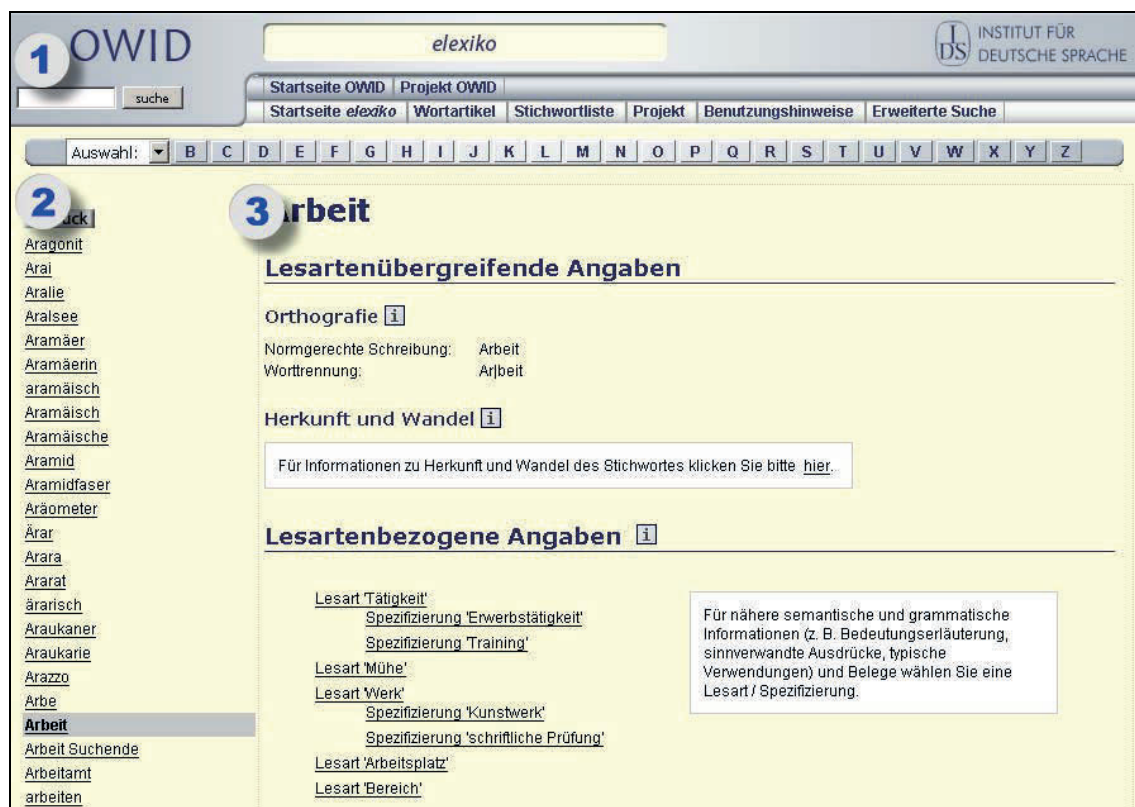 1
OWID
elexiko
IDS
INSTITUT FÜR
DEUTSCHE SPRACHE
suche
Startseite OWID Projekt OWID
Startseite elexiko Wortartikel Stichwortliste Projekt Benutzungshinweise Erweiterte Suche
Auswahl: B C D E F G H I J K L M N O P Q R S T U V W X Y Z
2
ück
Aragonit
Arai
Aralie
Aralsee
Aramäer
Aramäerin
aramäisch
Aramäisch
Aramäische
Aramid
Aramidfaser
Aräometer
Ärar
Arara
Ararat
ärarisch
Araukaner
Araukarie
Arazzo
Arbe
Arbeit
Arbeit Suchende
Arbeitamt
arbeiten
3
Arbeit
Lesartenübergreifende Angaben
Orthografie i
Normgerechte Schreibung: Arbeit
Worttrennung: Ar|beit
Herkunft und Wandel i
Für Informationen zu Herkunft und Wandel des Stichwortes klicken Sie bitte hier.
Lesartenbezogene Angaben i
Lesart 'Tätigkeit'
Spezifizierung 'Erwerbstätigkeit'
Spezifizierung 'Training'
Lesart 'Mühe'
Lesart 'Werk'
Spezifizierung 'Kunstwerk'
Spezifizierung 'schriftliche Prüfung'
Lesart 'Arbeitsplatz'
Lesart 'Bereich'
Für nähere semantische und grammatische
Informationen (z. B. Bedeutungserläuterung,
sinnverwandte Ausdrücke, typische
Verwendungen) und Belege wählen Sie eine
Lesart / Spezifizierung.